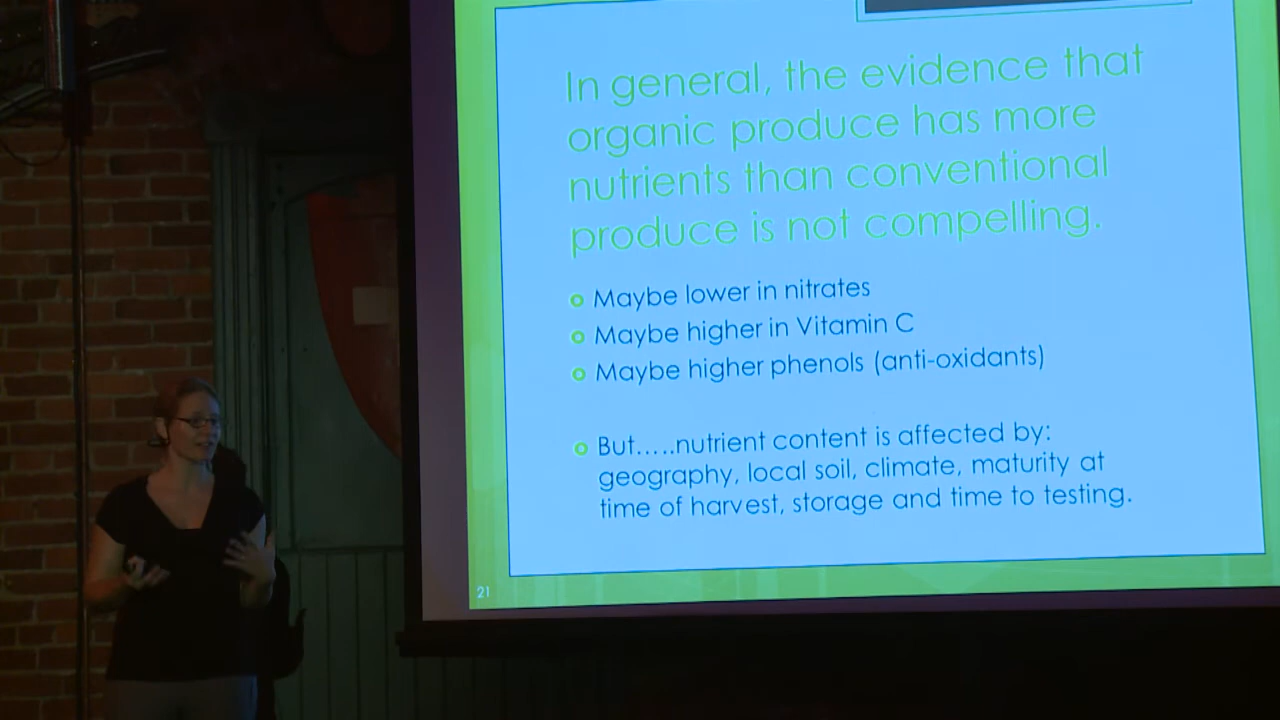 In general, the evidence that
organic produce has more
nutrients than conventional
produce is not compelling.
Maybe lower in nitrates
Maybe higher in Vitamin C
Maybe higher phenols (anti-oxidants)
But…..nutrient content is affected by:
geography, local soil, climate, maturity at
time of harvest, storage and time to testing.
21